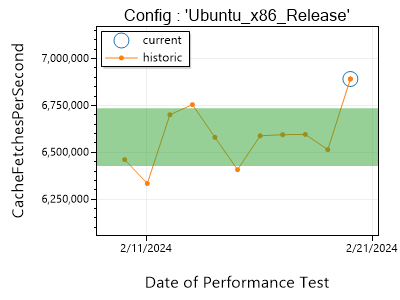 Config : 'Ubuntu_x86_Release'
current
historic
7,000,000
6,750,000
6,500,000
6,250,000
CacheFetchesPerSecond
2/11/2024
2/21/2024
Date of Performance Test